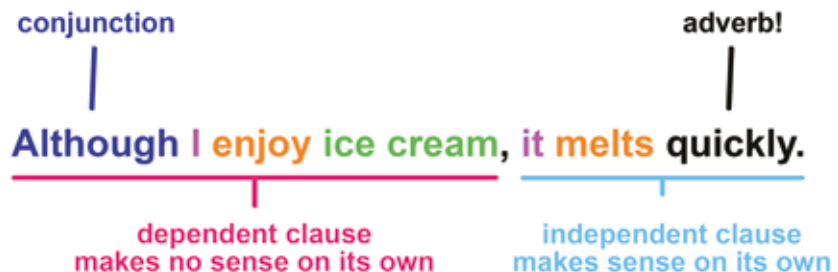 conjunction
adverb!
Although I enjoy ice cream, it melts quickly.
dependent clause
makes no sense on its own
independent clause
makes sense on its own